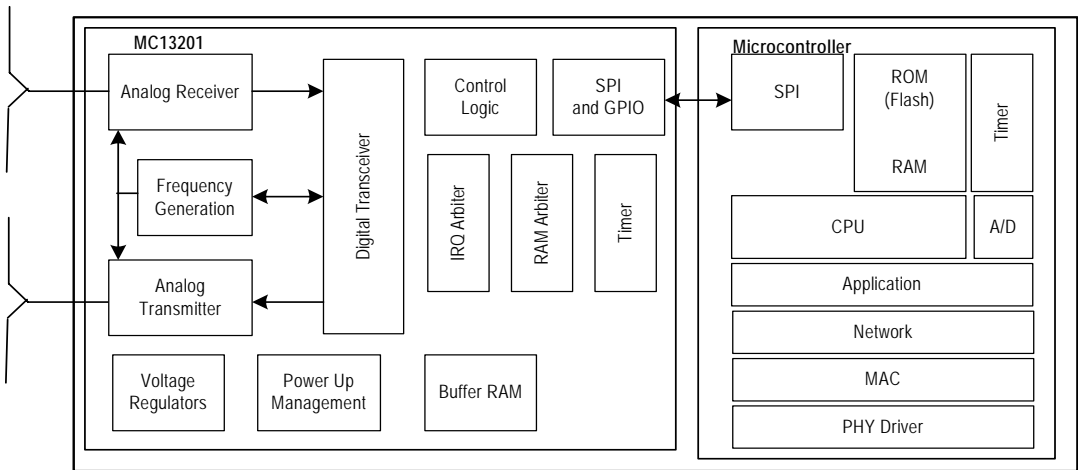 MC13201
Analog Receiver
Frequency
Generation
Analog
Transmitter
Digital Transceiver
Control
Logic
SPI
and GPIO
IRQ Arbiter
RAM Arbiter
Timer
Voltage
Regulators
Power Up
Management
Buffer RAM
Microcontroller
SPI
ROM
(Flash)
RAM
Timer
CPU
A/D
Application
Network
MAC
PHY Driver